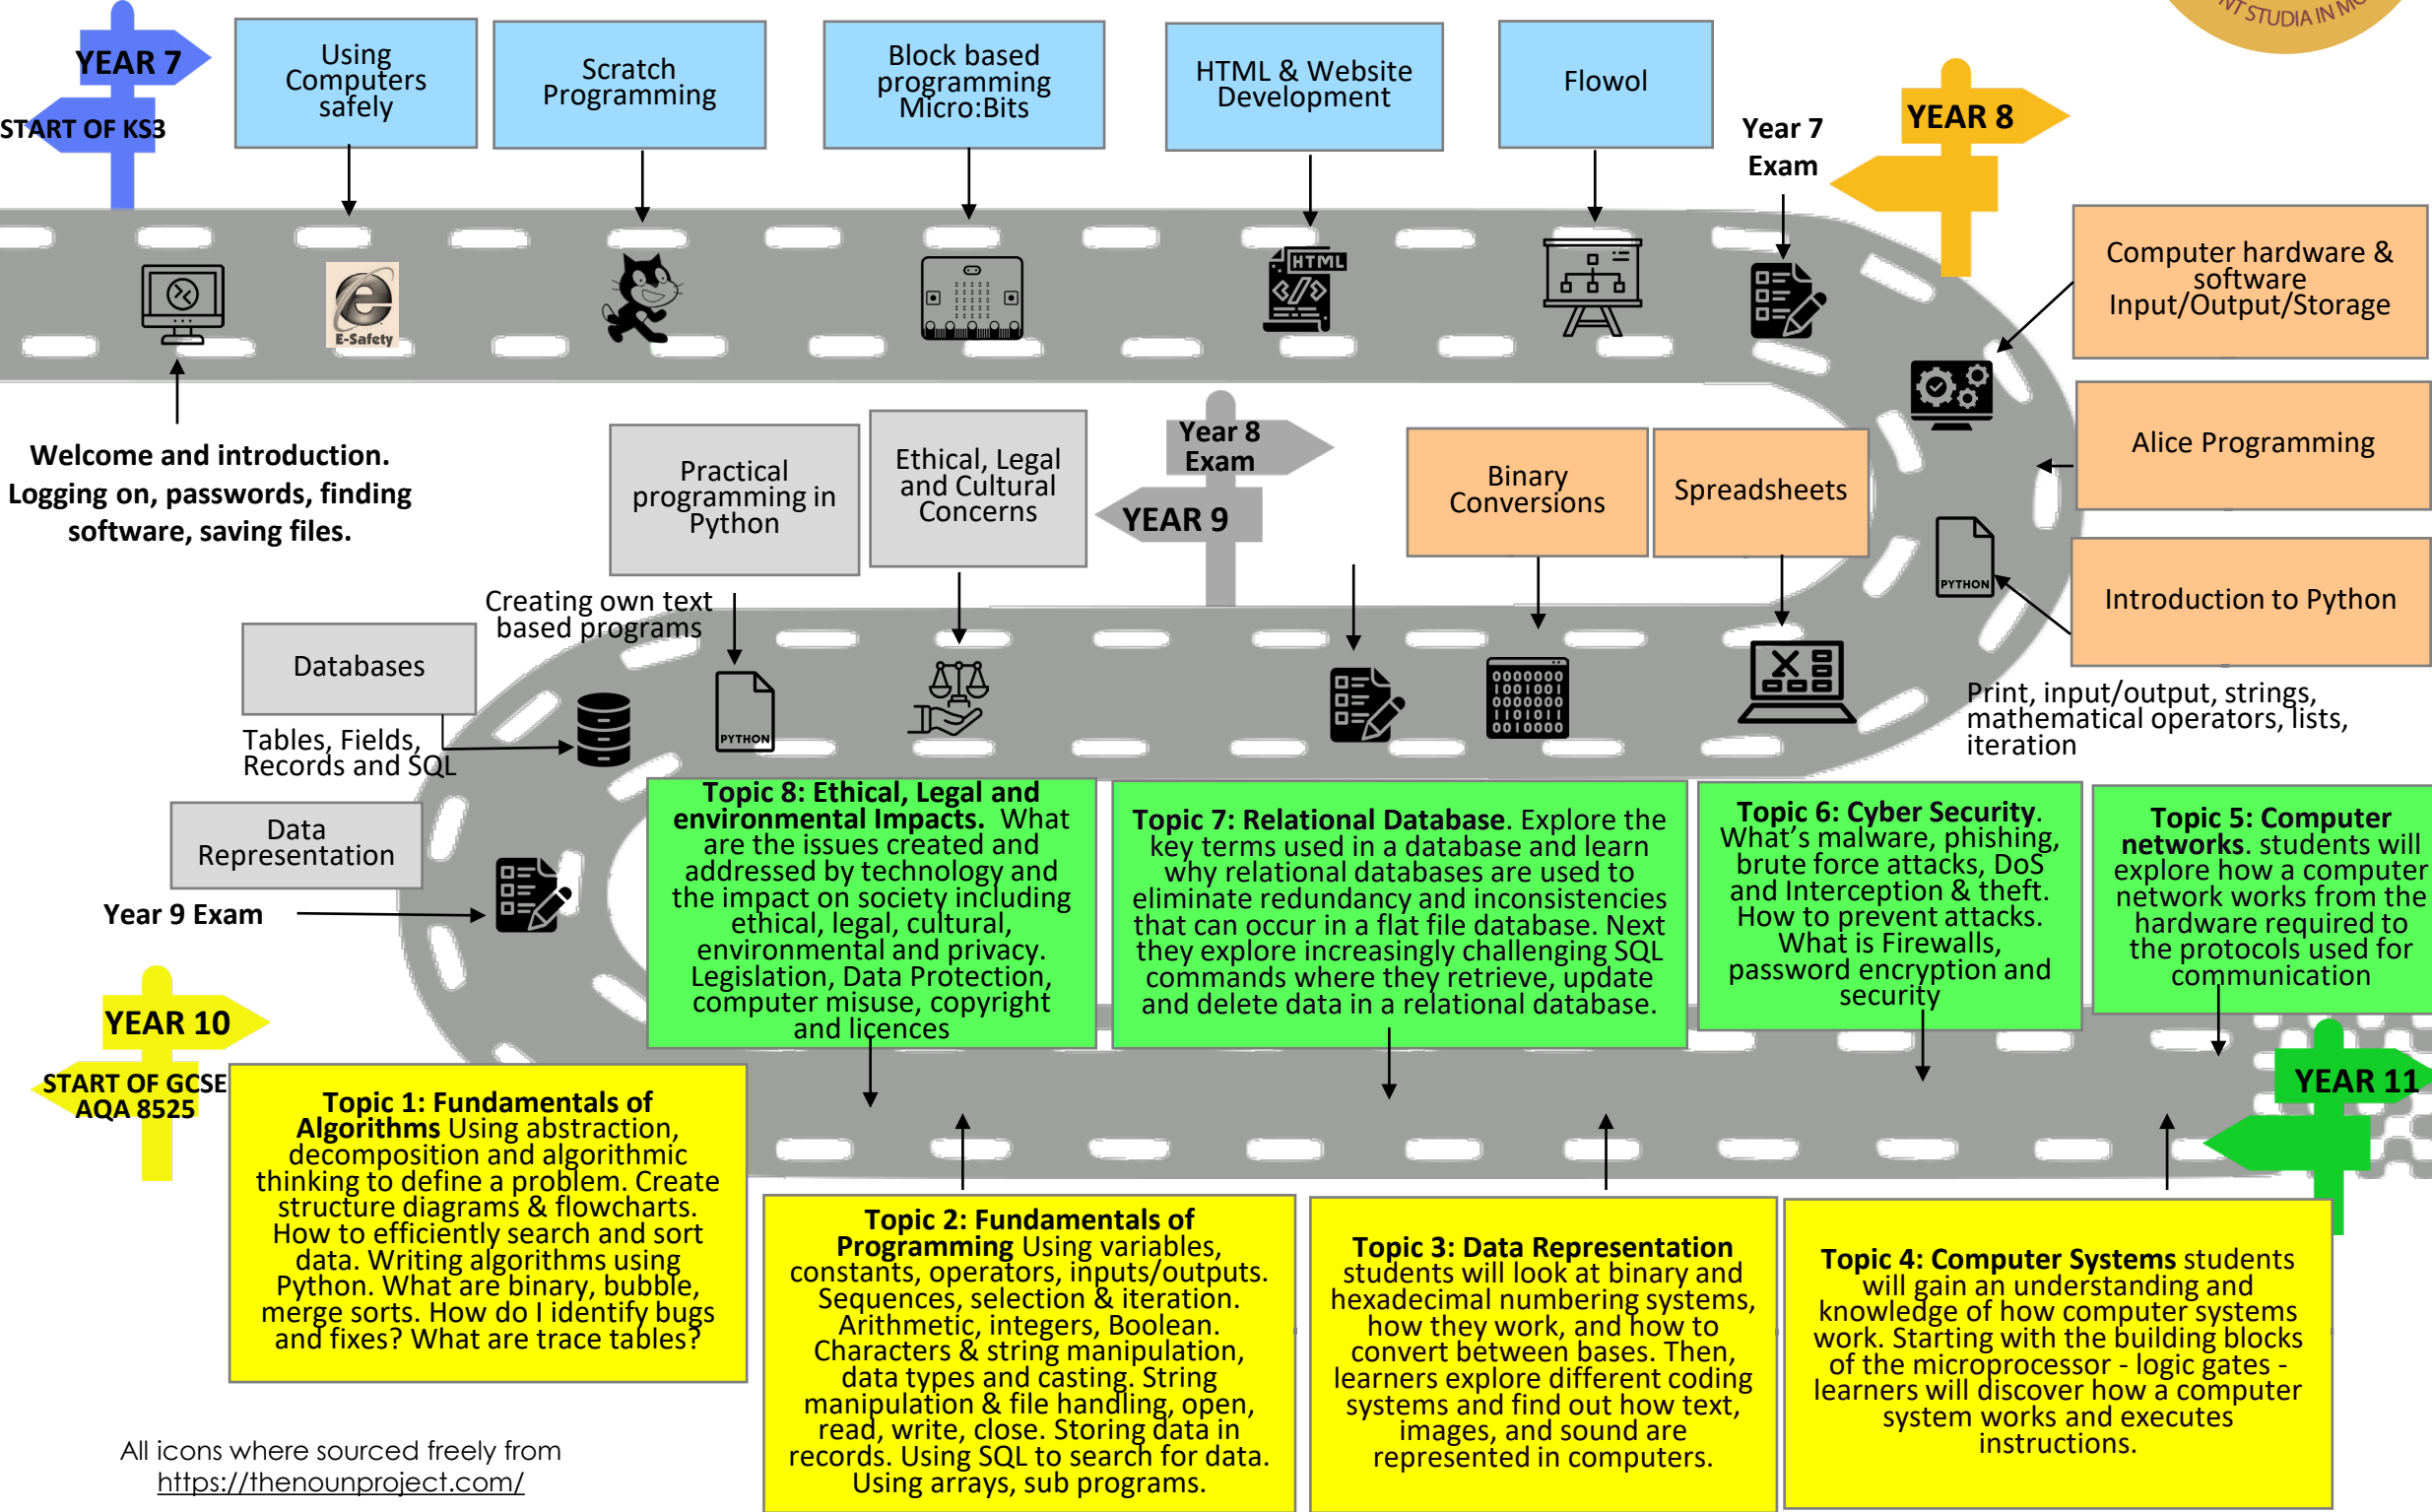 NT STUDIA IN MO
YEAR 7
START OF KS3
Using
Computers
safely
Scratch
Programming
Block based
programming
Micro:Bits
HTML & Website
Development
Flowol
Year 7
Exam
YEAR 8
HTML
E-Safety
Welcome and introduction.
Logging on, passwords, finding
software, saving files.
Computer hardware &
software
Input/Output/Storage
Alice Programming
Introduction to Python
PYTHON
Print, input/output, strings,
mathematical operators, lists,
iteration
Spreadsheets
Binary
Conversions
0000000
1001001
0000000
1101011
0010000
X
Year 8
Exam
YEAR 9
Ethical, Legal
and Cultural
Concerns
Practical
programming in
Python
Creating own text
based programs
PYTHON
Databases
Tables, Fields,
Records and SQL
Data
Representation
Year 9 Exam
YEAR 10
START OF GCSE
AQA 8525
Topic 1: Fundamentals of
Algorithms Using abstraction,
decomposition and algorithmic
thinking to define a problem. Create
structure diagrams & flowcharts.
How to efficiently search and sort
data. Writing algorithms using
Python. What are binary, bubble,
merge sorts. How do I identify bugs
and fixes? What are trace tables?
Topic 2: Fundamentals of
Programming Using variables,
constants, operators, inputs/outputs.
Sequences, selection & iteration.
Arithmetic, integers, Boolean.
Characters & string manipulation,
data types and casting. String
manipulation & file handling, open,
read, write, close. Storing data in
records. Using SQL to search for data.
Using arrays, sub programs.
Topic 3: Data Representation
students will look at binary and
hexadecimal numbering systems,
how they work, and how to
convert between bases. Then,
learners explore different coding
systems and find out how text,
images, and sound are
represented in computers.
Topic 4: Computer Systems students
will gain an understanding and
knowledge of how computer systems
work. Starting with the building blocks
of the microprocessor - logic gates -
learners will discover how a computer
system works and executes
instructions.
YEAR 11
Topic 5: Computer
networks. students will
explore how a computer
network works from the
hardware required to
the protocols used for
communication
Topic 6: Cyber Security.
What's malware, phishing,
brute force attacks, DoS
and Interception & theft.
How to prevent attacks.
What is Firewalls,
password encryption and
security
Topic 7: Relational Database. Explore the
key terms used in a database and learn
why relational databases are used to
eliminate redundancy and inconsistencies
that can occur in a flat file database. Next
they explore increasingly challenging SQL
commands where they retrieve, update
and delete data in a relational database.
Topic 8: Ethical, Legal and
environmental Impacts. What
are the issues created and
addressed by technology and
the impact on society including
ethical, legal, cultural,
environmental and privacy.
Legislation, Data Protection,
computer misuse, copyright
and licences
All icons where sourced freely from
https://thenounproject.com/